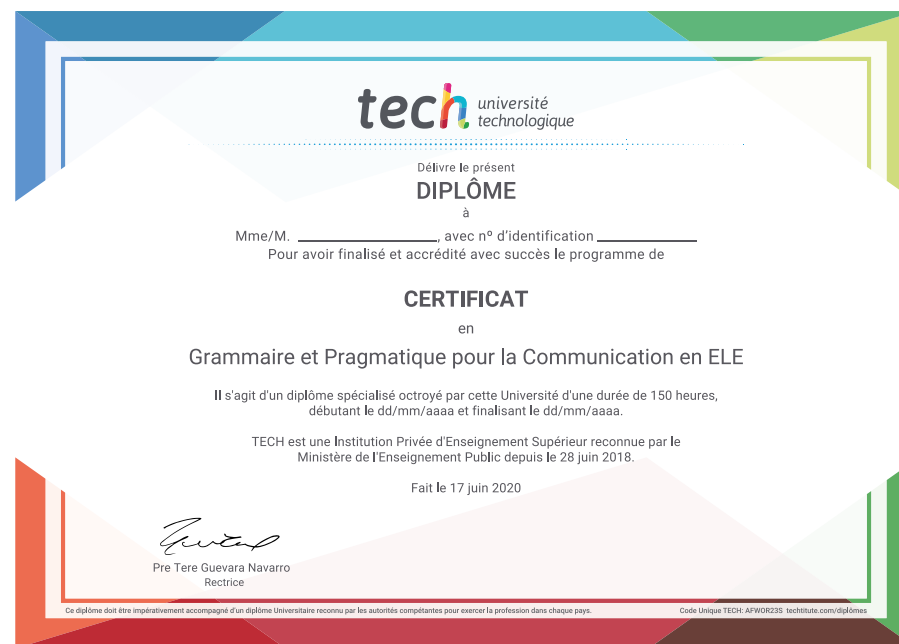 tech université
technologique
Délivre le présent
DIPLÔME
à
Mme/M. ____________________, avec nº d'identification ______________
Pour avoir finalisé et accrédité avec succès le programme de
CERTIFICAT
en
Grammaire et Pragmatique pour la Communication en ELE
Il s'agit d'un diplôme spécialisé octroyé par cette Université d'une durée de 150 heures,
débutant le dd/mm/aaaa et finalisant le dd/mm/aaaa.
TECH est une Institution Privée d'Enseignement Supérieur reconnue par le
Ministère de l'Enseignement Public depuis le 28 juin 2018.
Fait le 17 juin 2020
Pre Tere Guevara Navarro
Rectrice
Ce diplôme doit être impérativement accompagné d'un diplôme Universitaire reconnu par les autorités compétantes pour exercer la profession dans chaque pays.
Code Unique TECH: AFWOR23S techtitute.com/diplômes